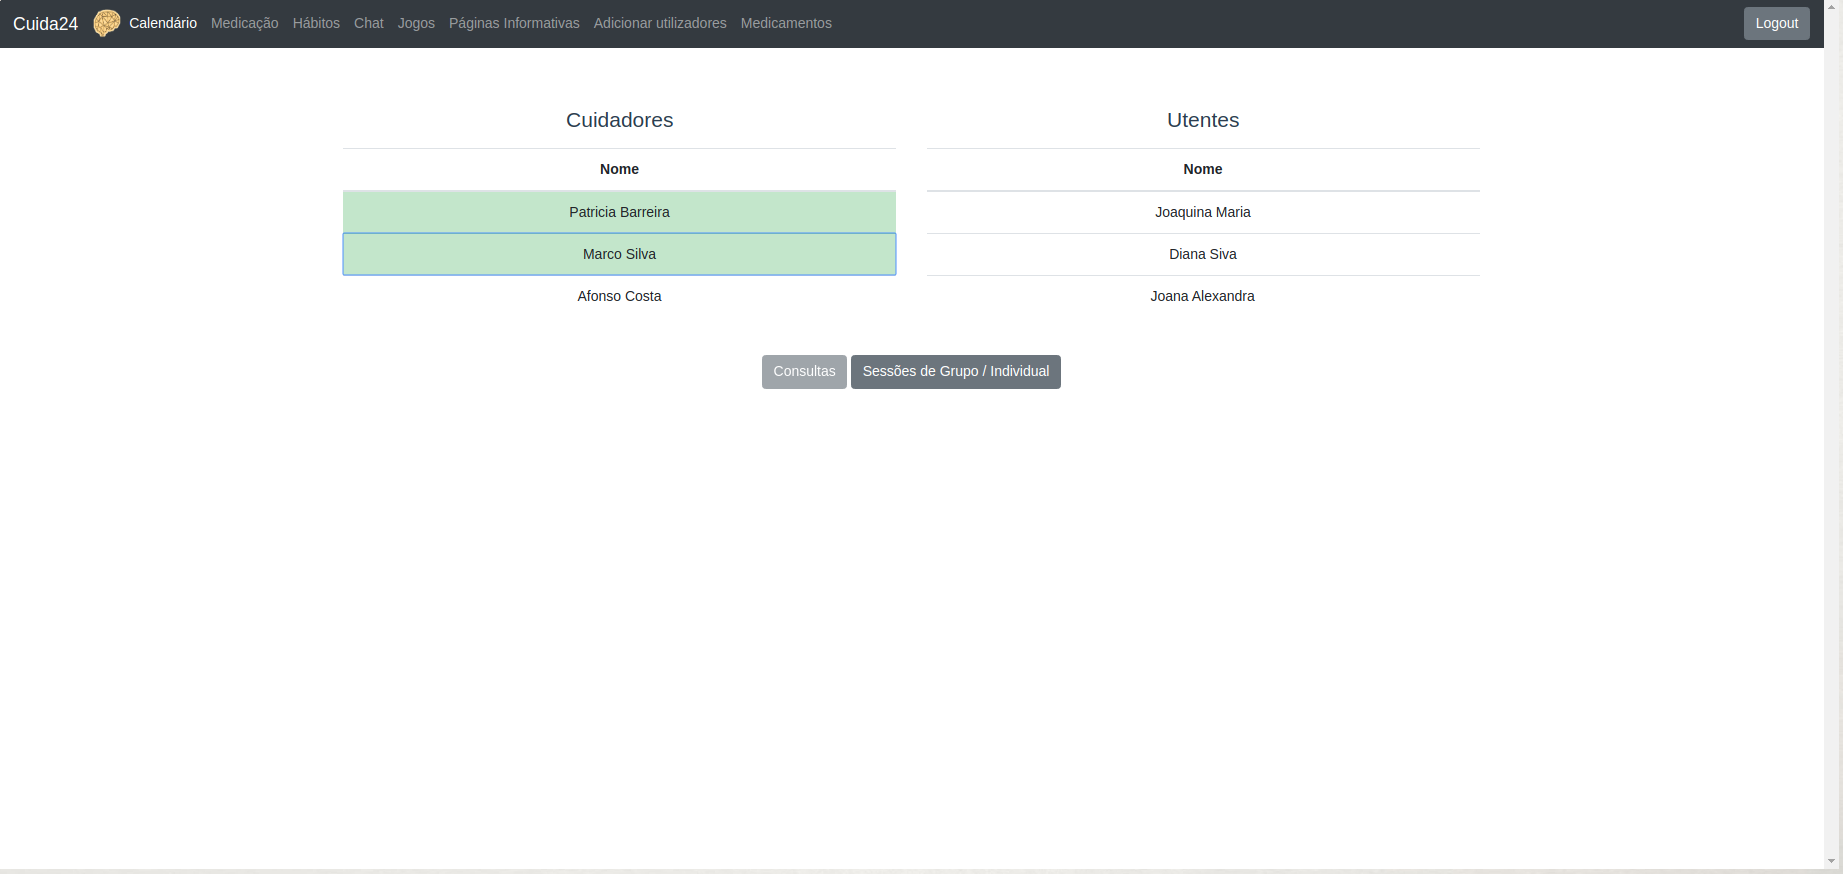 Cuida24 Calendário Medicação Hábitos Chat Jogos Páginas Informativas Adicionar utilizadores Medicamentos Logout
Cuidadores
Nome
Patricia Barreira
Marco Silva
Afonso Costa
Utentes
Nome
Joaquina Maria
Diana Siva
Joana Alexandra
Consultas Sessões de Grupo / Individual